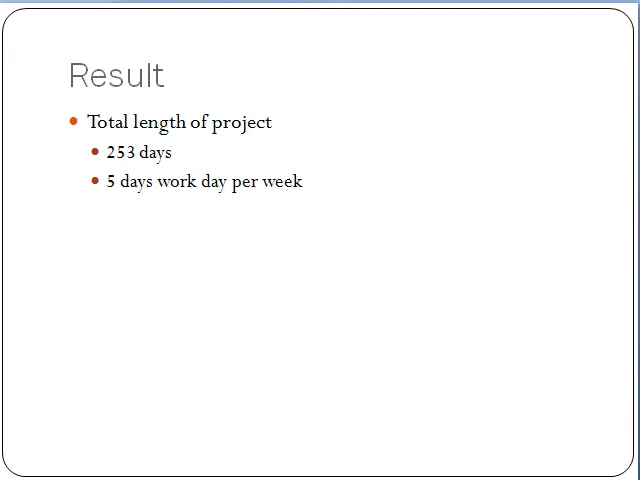 Result
Total length of project
253 days
5 days work day per week